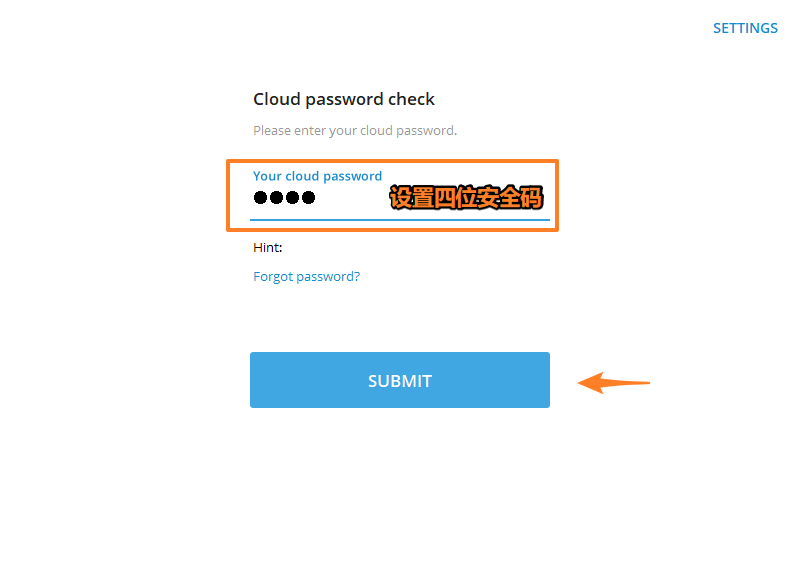 SETTINGS
Cloud password check
Please enter your cloud password.
Your cloud password
设置四位安全码
Hint:
Forgot password?
SUBMIT